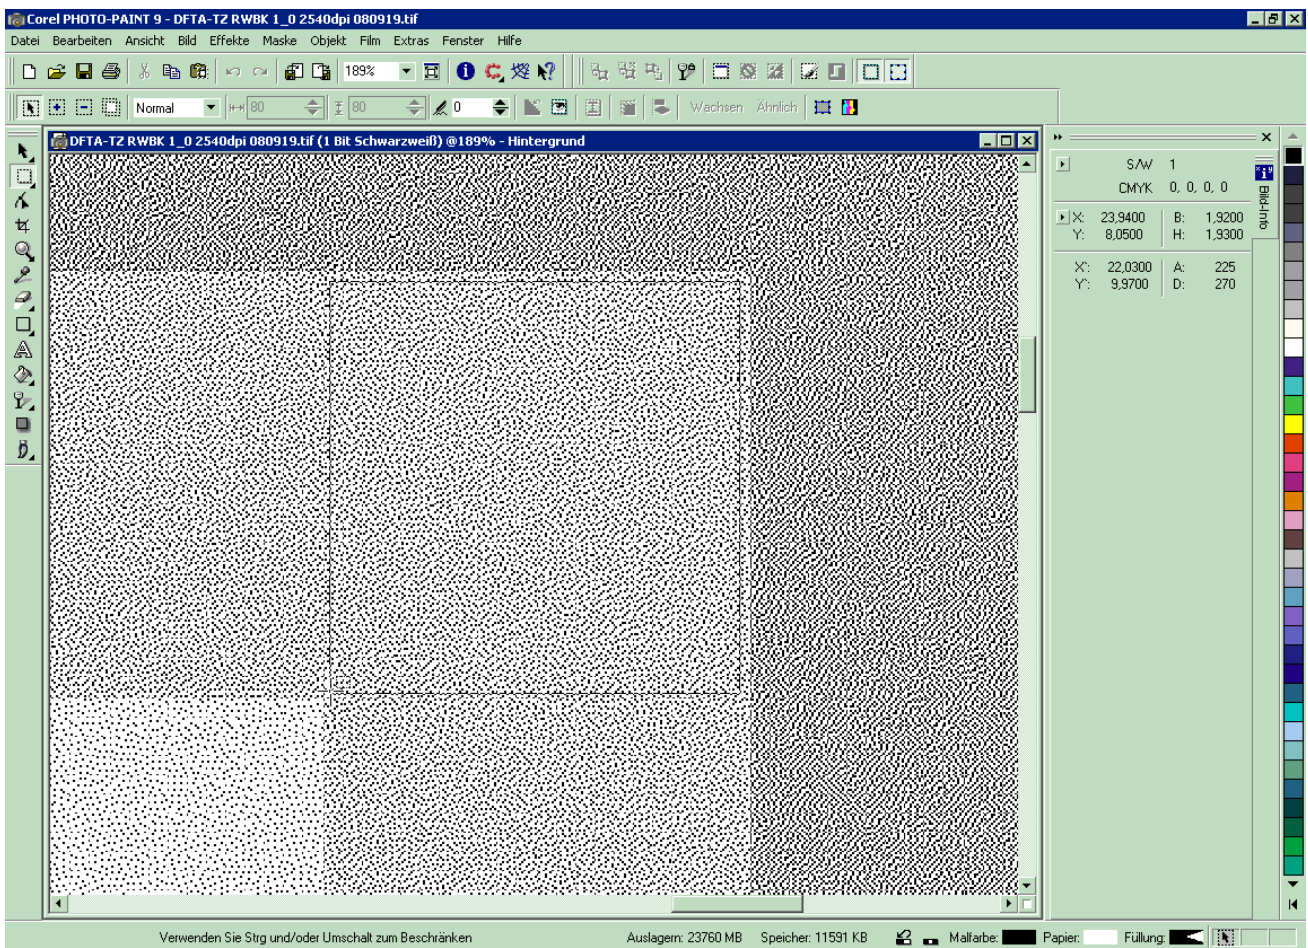 Corel PHOTO-PAINT 9 - DFTA-TZ RWBK 1_0 2540dpi 080919.tif
Datei Bearbeiten Ansicht Bild Effekte Maske Objekt Film Extras Fenster Hilfe
189%
Normal 80 80 0 Wachsen Ähnlich
DFTA-TZ RWBK 1_0 2540dpi 080919.tif (1 Bit Schwarzweiß) @189% - Hintergrund
S/W 1
CMYK 0, 0, 0, 0
X: 23,9400 B: 1,9200
Y: 8,0500 H: 1,9300
X': 22,0300 A: 225
Y': 9,9700 D: 270
Bild-Info
Verwenden Sie Strg und/oder Umschalt zum Beschränken Auslagern: 23760 MB Speicher: 11591 KB Malfarbe: Papier: Füllung: